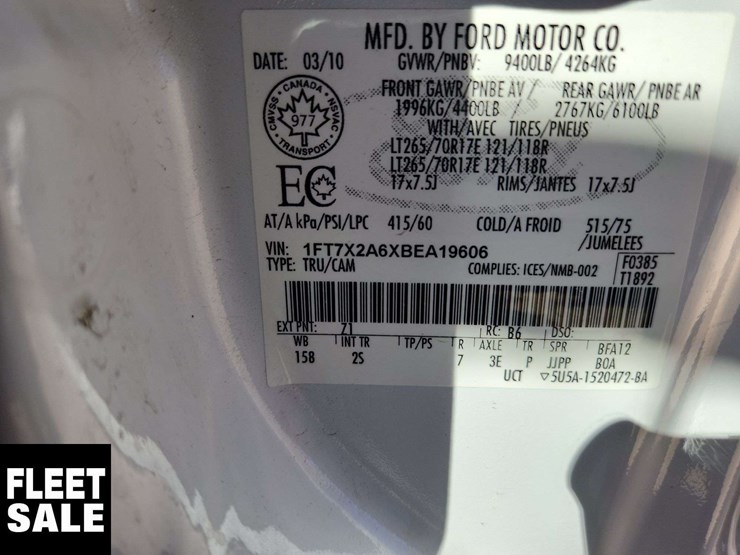 MFD. BY FORD MOTOR CO.
DATE: 03/10 GVWR/PNBV: 9400LB/ 4264KG
FRONT GAWR/PNBE AV / REAR GAWR/ PNBE AR
1996KG/4400LB / 2767KG/6100LB
WITH/AVEC TIRES/PNEUS
LT265/70R17E 121/118R
LT265/70R17E 121/118R
17x7.5J RIMS/JANTES 17x7.5J
CANADA
CMVSS NSVAC
977
TRANSPORT
EC
AT/A kPa/PSI/LPC 415/60 COLD/A FROID 515/75
/JUMELEES
VIN: 1FT7X2A6XBEA19606
TYPE: TRU/CAM COMPLIES: ICES/NMB-002
F0385
T1892
EXT PNT: Z1 RC: B6 DSO:
WB INT TR TP/PS R AXLE TR SPR BFA12
158 2S 7 3E P JJPP BOA
UCT ▽5U5A-1520472-BA
FLEET
SALE